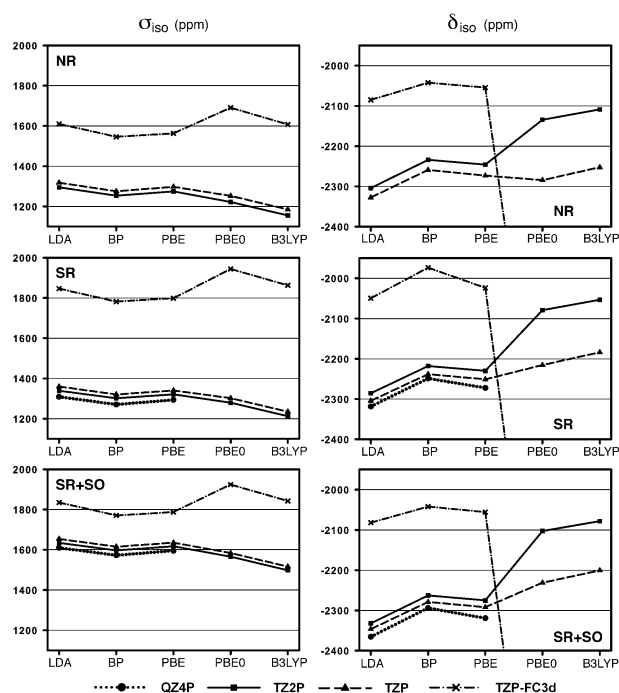 σiso (ppm)
δiso (ppm)
2000
1800
1600
1400
1200
NR
LDA BP PBE PBE0 B3LYP
-2000
-2100
-2200
-2300
-2400
NR
LDA BP PBE PBE0 B3LYP
2000
1800
1600
1400
1200
SR
LDA BP PBE PBE0 B3LYP
-2000
-2100
-2200
-2300
-2400
SR
LDA BP PBE PBE0 B3LYP
2000
1800
1600
1400
1200
SR+SO
LDA BP PBE PBE0 B3LYP
-2000
-2100
-2200
-2300
-2400
SR+SO
LDA BP PBE PBE0 B3LYP
QZ4P TZ2P TZP TZP-FC3d